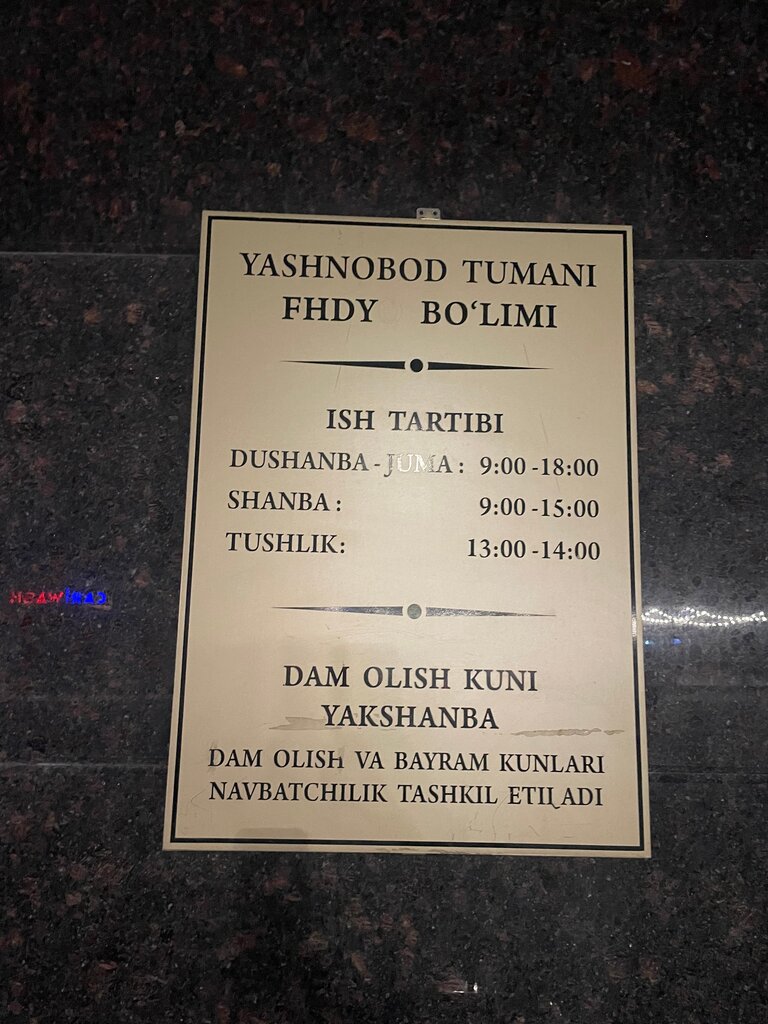 YASHNOBOD TUMANI
FHDY BO‘LIMI
ISH TARTIBI
DUSHANBA - JUMA : 9:00 -18:00
SHANBA : 9:00 -15:00
TUSHLIK: 13:00 -14:00
DAM OLISH KUNI
YAKSHANBA
DAM OLISH VA BAYRAM KUNLARI
NAVBATCHILIK TASHKIL ETILADI